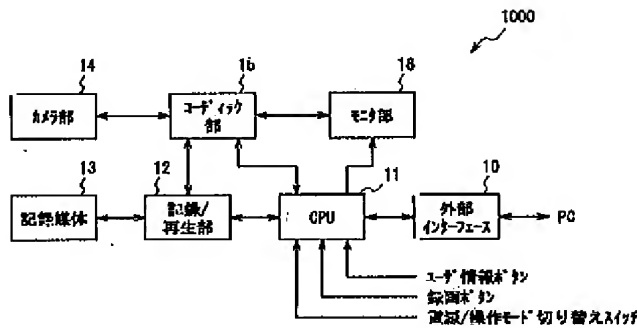 1000
14
カメラ部
15
コーディック
部
16
モニタ部
13
記録媒体
12
記録/
再生部
11
CPU
10
外部
インターフェース
PC
ユーザ情報ボタン
録画ボタン
電源/操作モード切り替えスイッチ